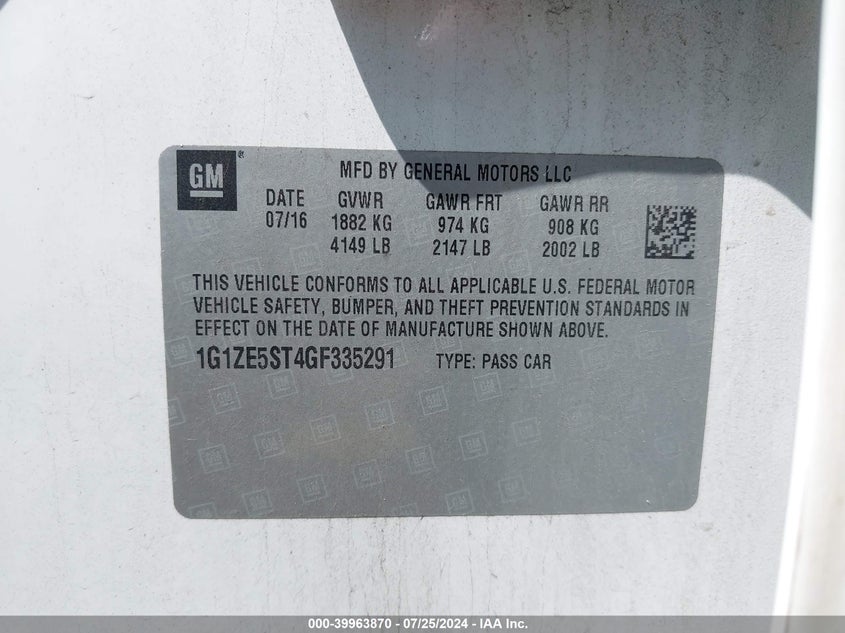 GM®
MFD BY GENERAL MOTORS LLC
DATE GVWR GAWR FRT GAWR RR
07/16 1882 KG 974 KG 908 KG
4149 LB 2147 LB 2002 LB
THIS VEHICLE CONFORMS TO ALL APPLICABLE U.S. FEDERAL MOTOR
VEHICLE SAFETY, BUMPER, AND THEFT PREVENTION STANDARDS IN
EFFECT ON THE DATE OF MANUFACTURE SHOWN ABOVE.
1G1ZE5ST4GF335291 TYPE: PASS CAR
000-39963870 - 07/25/2024 - IAA Inc.